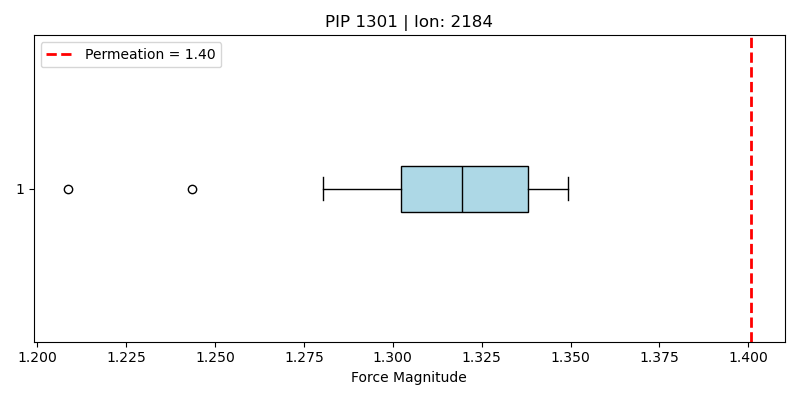 PIP 1301 | lon: 2184
Permeation = 1.40
1
1.200 1.225 1.250 1.275 1.300 1.325 1.350 1.375 1.400
Force Magnitude